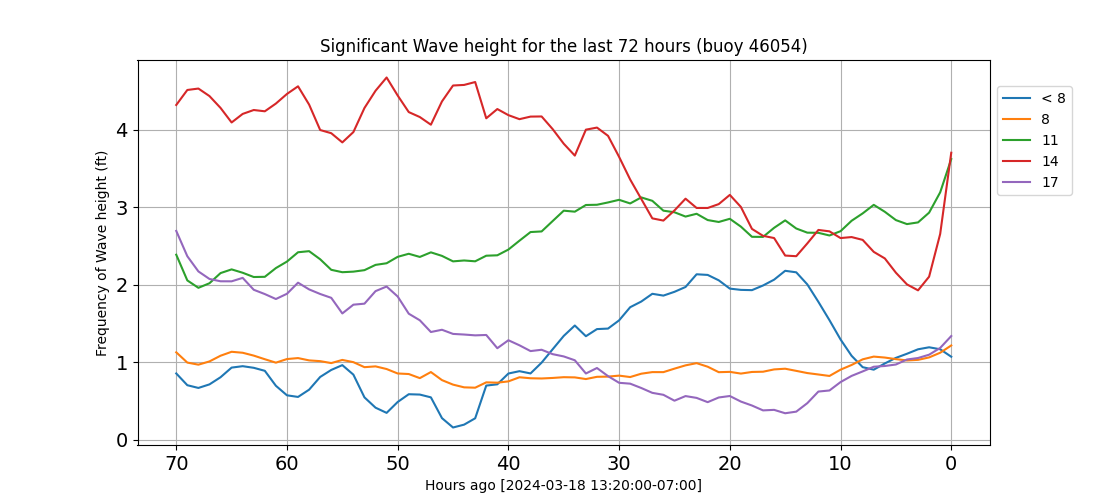 Significant Wave height for the last 72 hours (buoy 46054)
Frequency of Wave height (ft)
4
3
2
1
0
70 60 50 40 30 20 10 0
Hours ago [2024-03-18 13:20:00-07:00]
< 8
8
11
14
17